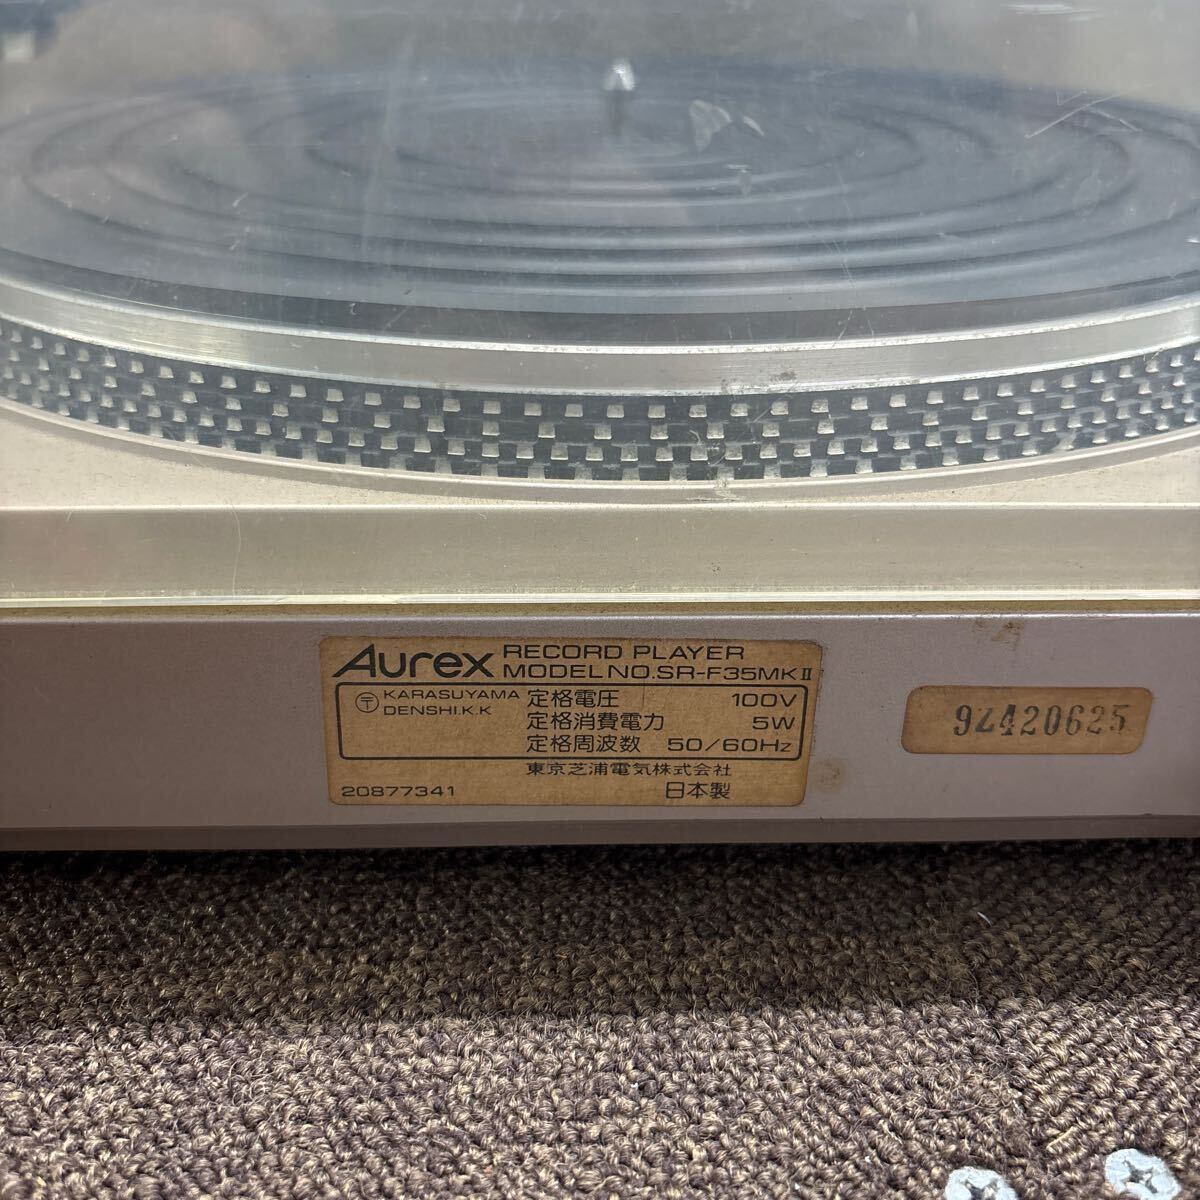 Aurex RECORD PLAYER
MODEL NO.SR-F35MKⅡ
〒 KARASUYAMA DENSHI.K.K
定格電圧 100V
定格消費電力 5W
定格周波数 50/60Hz
東京芝浦電気株式会社
20877341 日本製
92420625